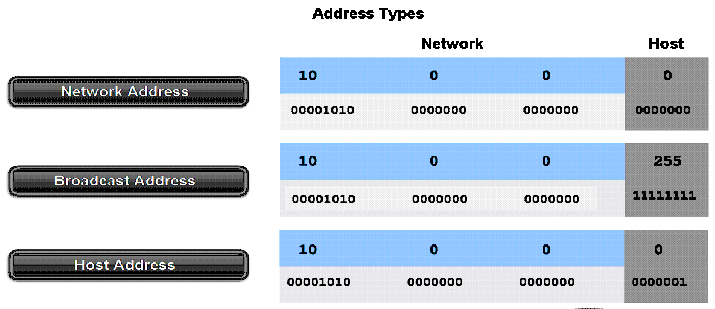 Address Types
Network Host
10 0 0 0
Network Address
00001010 0000000 0000000 0000000
10 0 0 255
Broadcast Address
00001010 0000000 0000000 11111111
10 0 0 0
Host Address
00001010 0000000 0000000 0000001